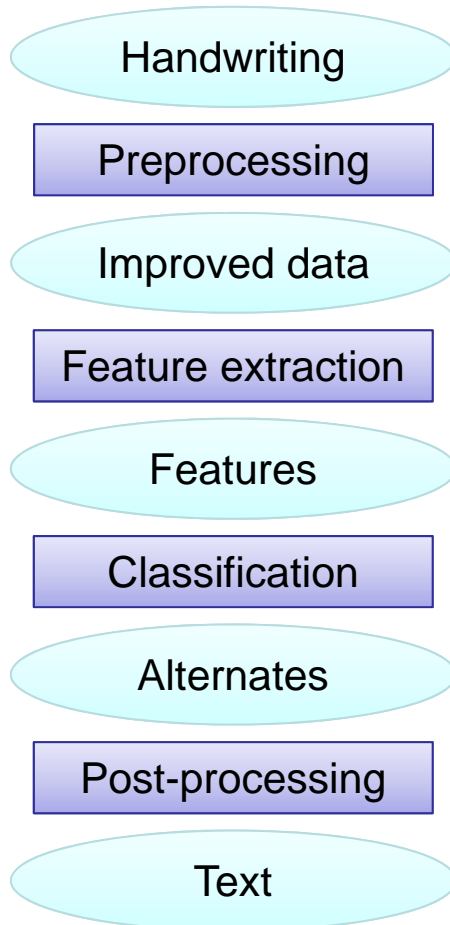 Handwriting
Preprocessing
Improved data
Feature extraction
Features
Classification
Alternates
Post-processing
Text